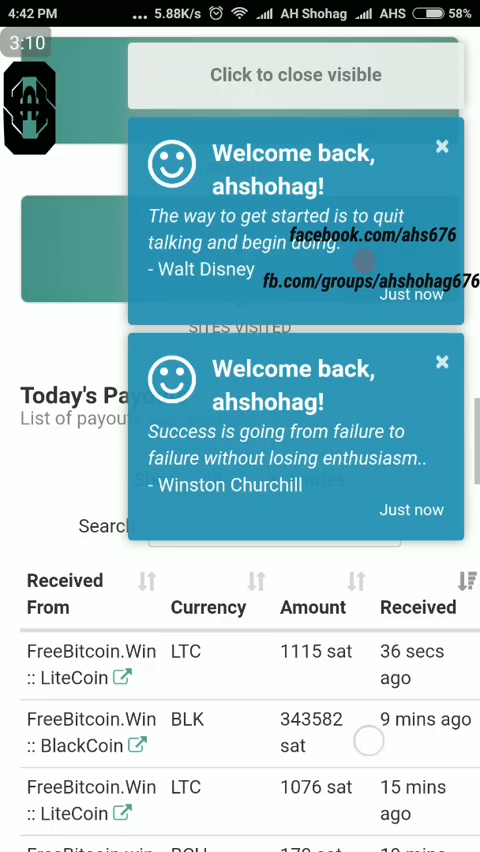 4:42 PM ... 5.88K/s AH Shohag AHS 58%
3:10
Click to close visible
Welcome back,
ahshohag!
The way to get started is to quit
talking and begin doing.
facebook.com/ahs676
- Walt Disney
fb.com/groups/ahshohag676
Just now
SITES VISITED
Welcome back,
ahshohag!
Success is going from failure to
failure without losing enthusiasm..
- Winston Churchill
Just now
Today's Payo
List of payout
Search
Received From
Currency
Amount
Received
FreeBitcoin.Win
:: LiteCoin
LTC
1115 sat
36 secs
ago
FreeBitcoin.Win
:: BlackCoin
BLK
343582
sat
9 mins ago
FreeBitcoin.Win
:: LiteCoin
LTC
1076 sat
15 mins
ago